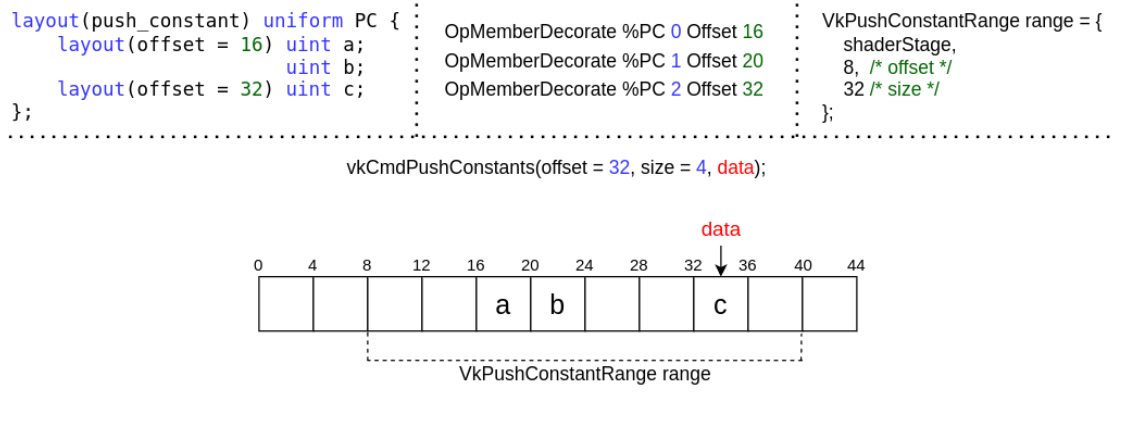 layout(push_constant) uniform PC {
layout(offset = 16) uint a;
uint b;
layout(offset = 32) uint c;
};
OpMemberDecorate %PC 0 Offset 16
OpMemberDecorate %PC 1 Offset 20
OpMemberDecorate %PC 2 Offset 32
VkPushConstantRange range = {
shaderStage,
8, /* offset */
32 /* size */
};
vkCmdPushConstants(offset = 32, size = 4, data);
data
0 4 8 12 16 20 24 28 32 36 40 44
a b c
VkPushConstantRange range